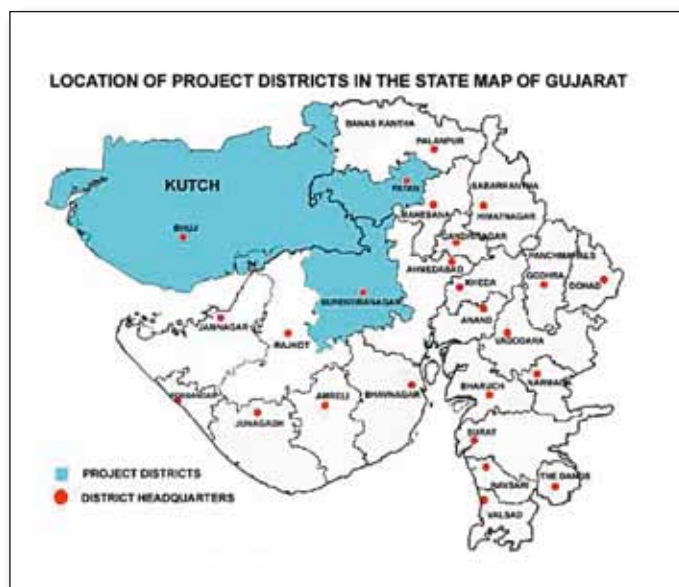 LOCATION OF PROJECT DISTRICTS IN THE STATE MAP OF GUJARAT
BANAS KANTHA
PALANPUR
KUTCH
PATAN
SABARKANTHA
MAHESANA
HIMATNAGAR
BHUJ
GANDHINAGAR
PANCHMAHALS
AHMEDABAD
GODHRA
DOHAD
KHEDA
SURENDRANAGAR
ANAND
JAMNAGAR
RAJKOT
VADODARA
NARMADA
PORBANDAR
AMRELI
BHAVNAGAR
BHARUCH
JUNAGADH
SURAT
PROJECT DISTRICTS
THE DANGS
NAVSARI
DISTRICT HEADQUARTERS
VALSAD